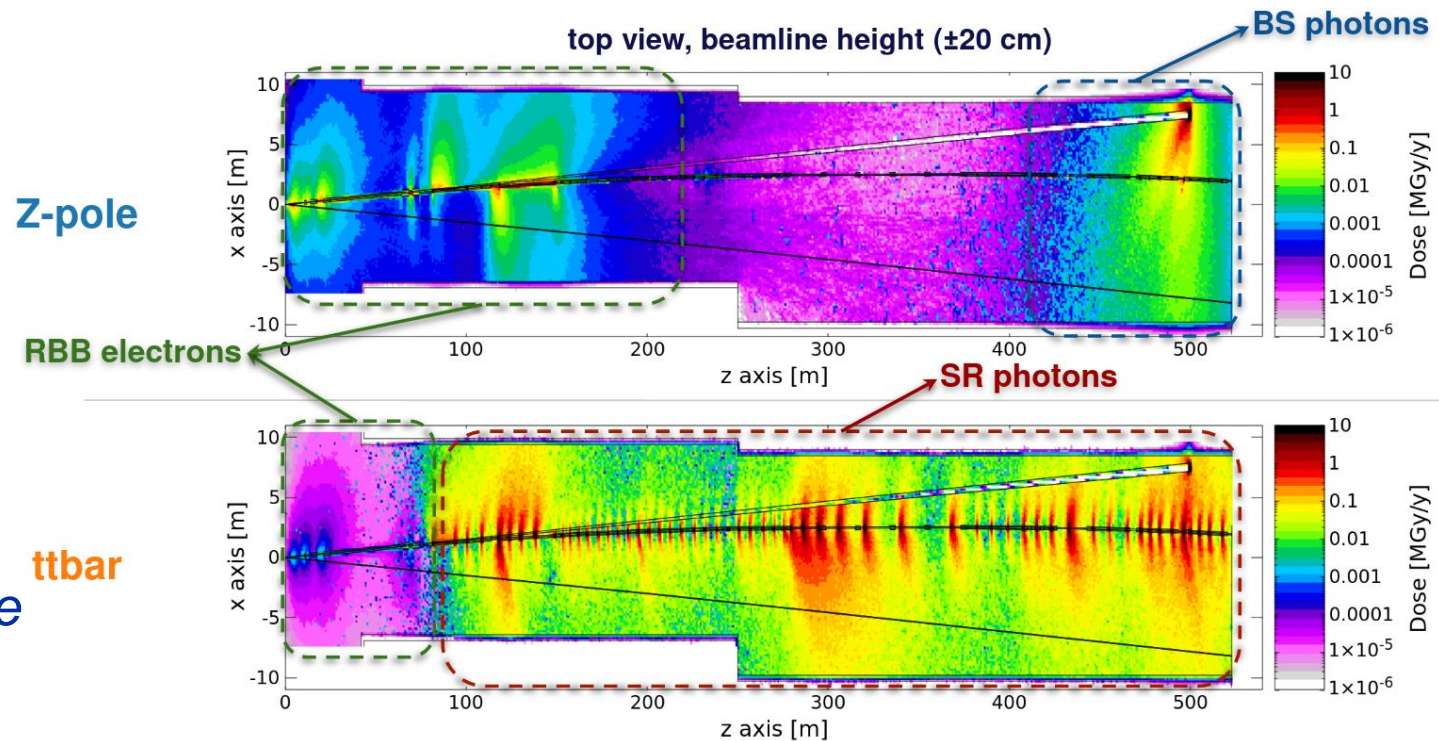 top view, beamline height (±20 cm)
BS photons
Z-pole
x axis [m]
10
5
0
-5
-10
0
100
200
300
400
500
z axis [m]
10
1
0.1
0.01
0.001
0.0001
1×10⁻⁵
1×10⁻⁶
Dose [MGy/y]
RBB electrons
SR photons
ttbar
e
x axis [m]
10
5
0
-5
-10
0
100
200
300
400
500
z axis [m]
10
1
0.1
0.01
0.001
0.0001
1×10⁻⁵
1×10⁻⁶
Dose [MGy/y]